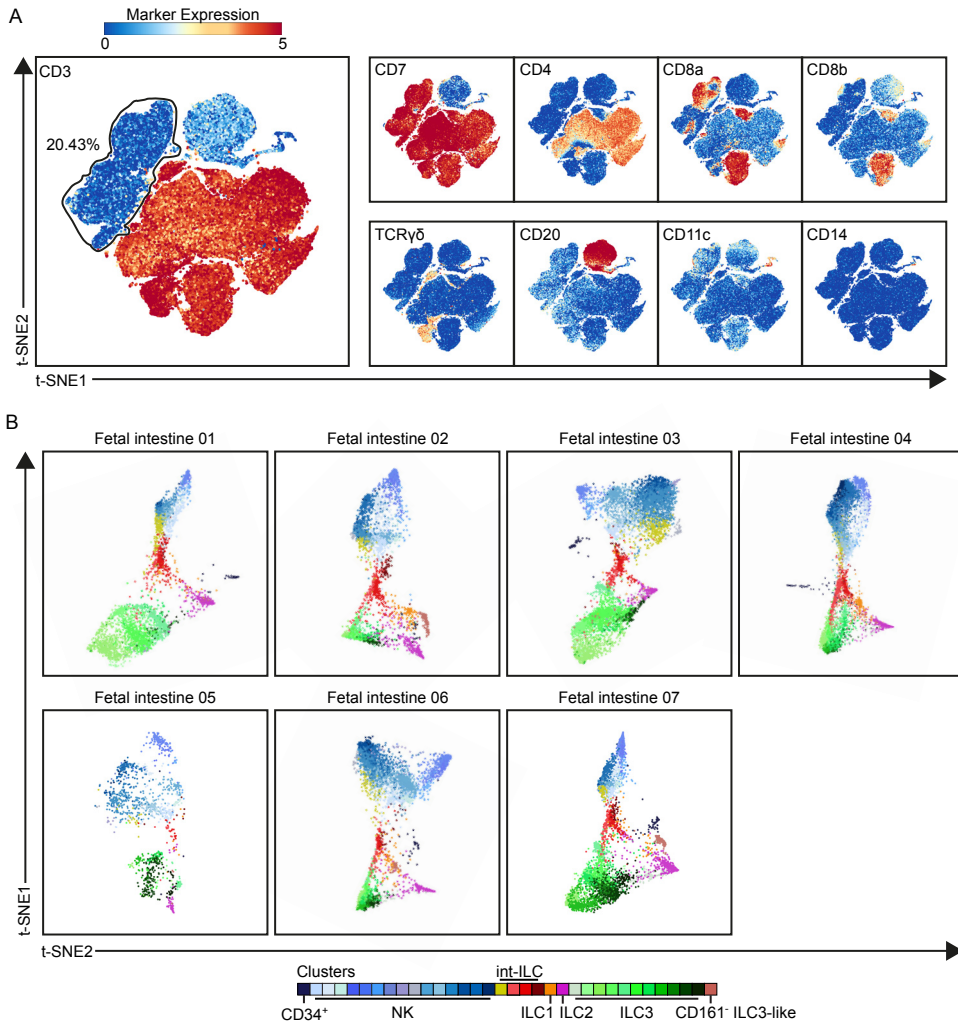 A
Marker Expression
0 5
CD3
20.43%
CD7
CD4
CD8a
CD8b
TCRγδ
CD20
CD11c
CD14
t-SNE2
t-SNE1
B
Fetal intestine 01
Fetal intestine 02
Fetal intestine 03
Fetal intestine 04
Fetal intestine 05
Fetal intestine 06
Fetal intestine 07
t-SNE1
t-SNE2
Clusters
int-ILC
CD34⁺
NK
ILC1
ILC2
ILC3
CD161⁻ ILC3-like